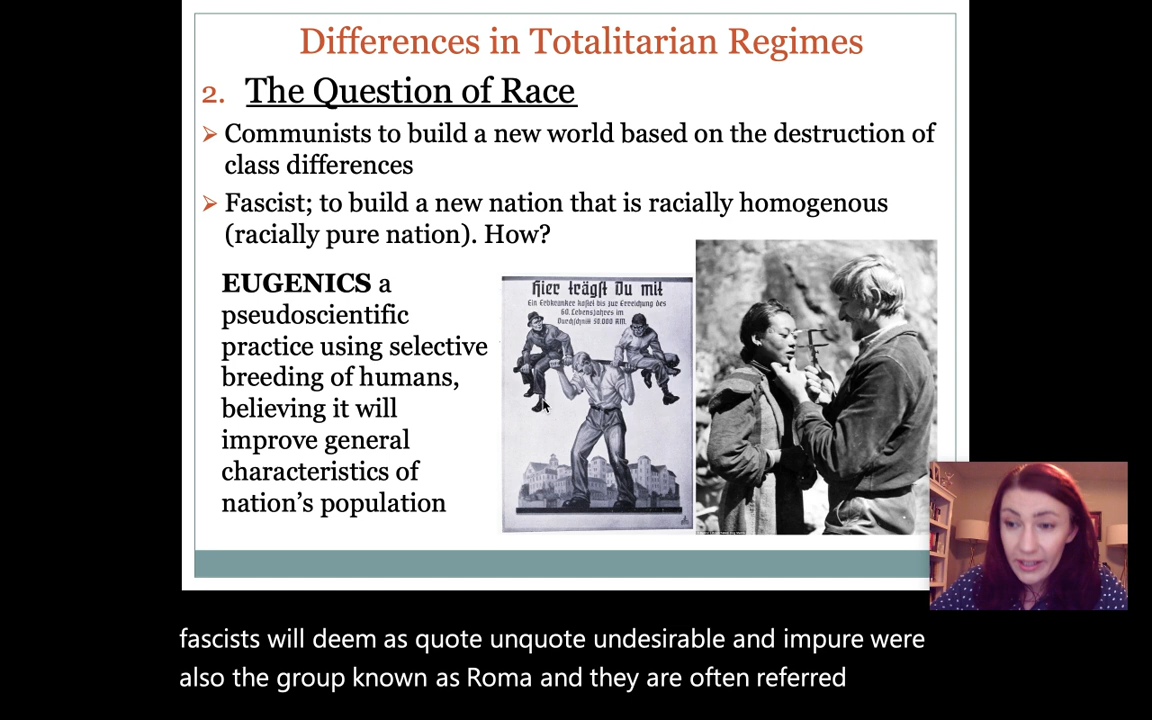 Differences in Totalitarian Regimes
2. The Question of Race
Communists to build a new world based on the destruction of
class differences
Fascist; to build a new nation that is racially homogenous
(racially pure nation). How?
EUGENICS a
pseudoscientific
practice using selective
breeding of humans,
believing it will
improve general
characteristics of
nation's population
Hier trägst Du mit
Ein Erbkranker kostet bis zur Erreichung des
60. Lebensjahres im
Durchschnitt 50.000 RM.
fascists will deem as quote unquote undesirable and impure were
also the group known as Roma and they are often referred